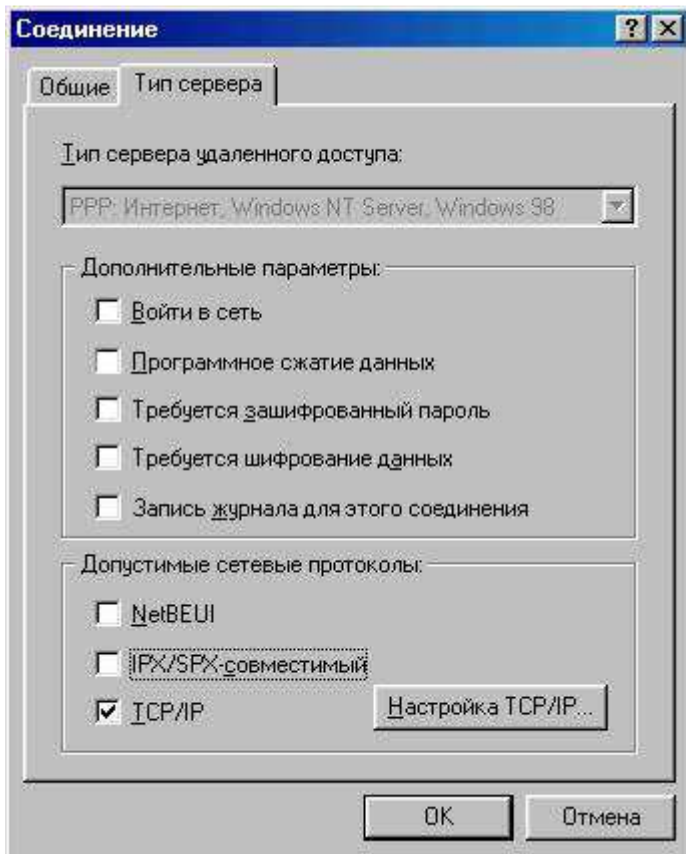 Соединение
Общие
Тип сервера
Тип сервера удаленного доступа:
PPP: Интернет, Windows NT Server, Windows 98
Дополнительные параметры:
Войти в сеть
Программное сжатие данных
Требуется зашифрованный пароль
Требуется шифрование данных
Запись журнала для этого соединения
Допустимые сетевые протоколы:
NetBEUI
IPX/SPX-совместимый
TCP/IP
Настройка TCP/IP...
OK
Отмена